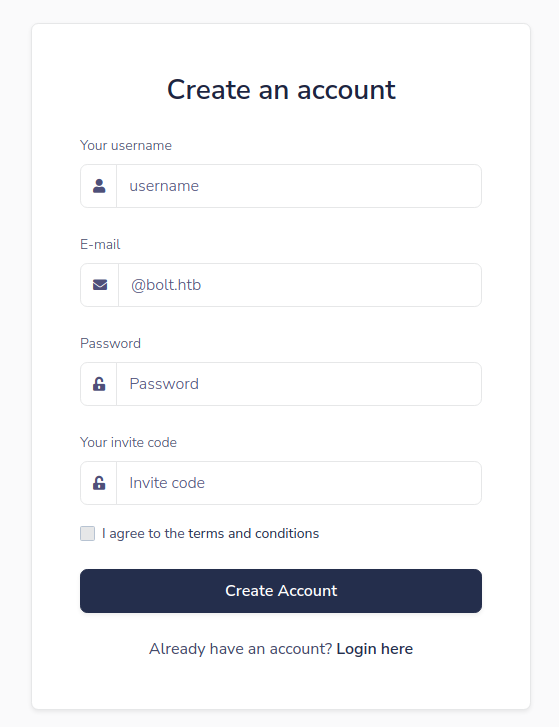 Create an account
Your username
username
E-mail
@bolt.htb
Password
Password
Your invite code
Invite code
I agree to the terms and conditions
Create Account
Already have an account? Login here